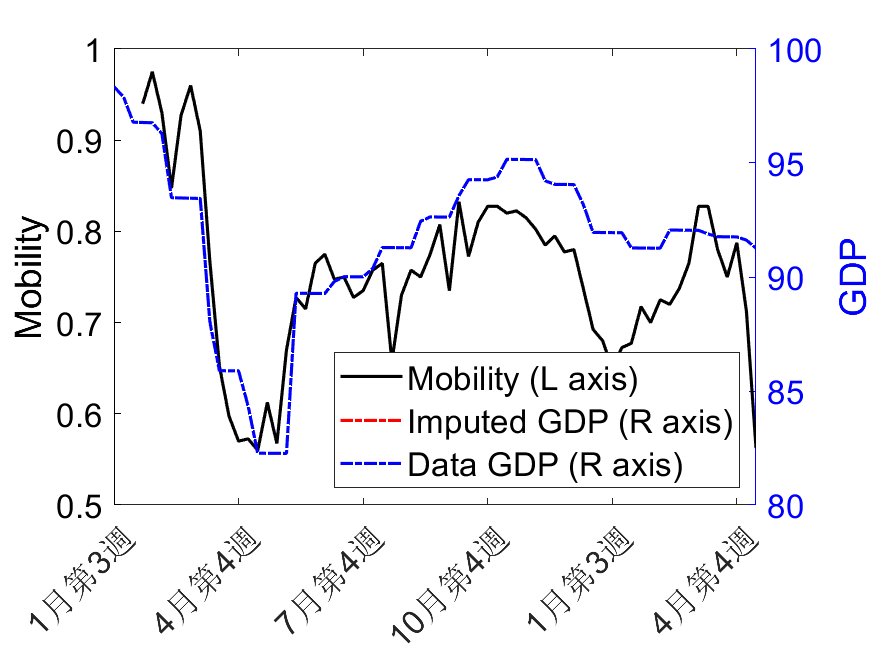 1
0.9
0.8
0.7
0.6
0.5
Mobility
100
95
90
85
80
GDP
Mobility (L axis)
Imputed GDP (R axis)
Data GDP (R axis)
1月第3週
4月第4週
7月第4週
10月第4週
1月第3週
4月第4週